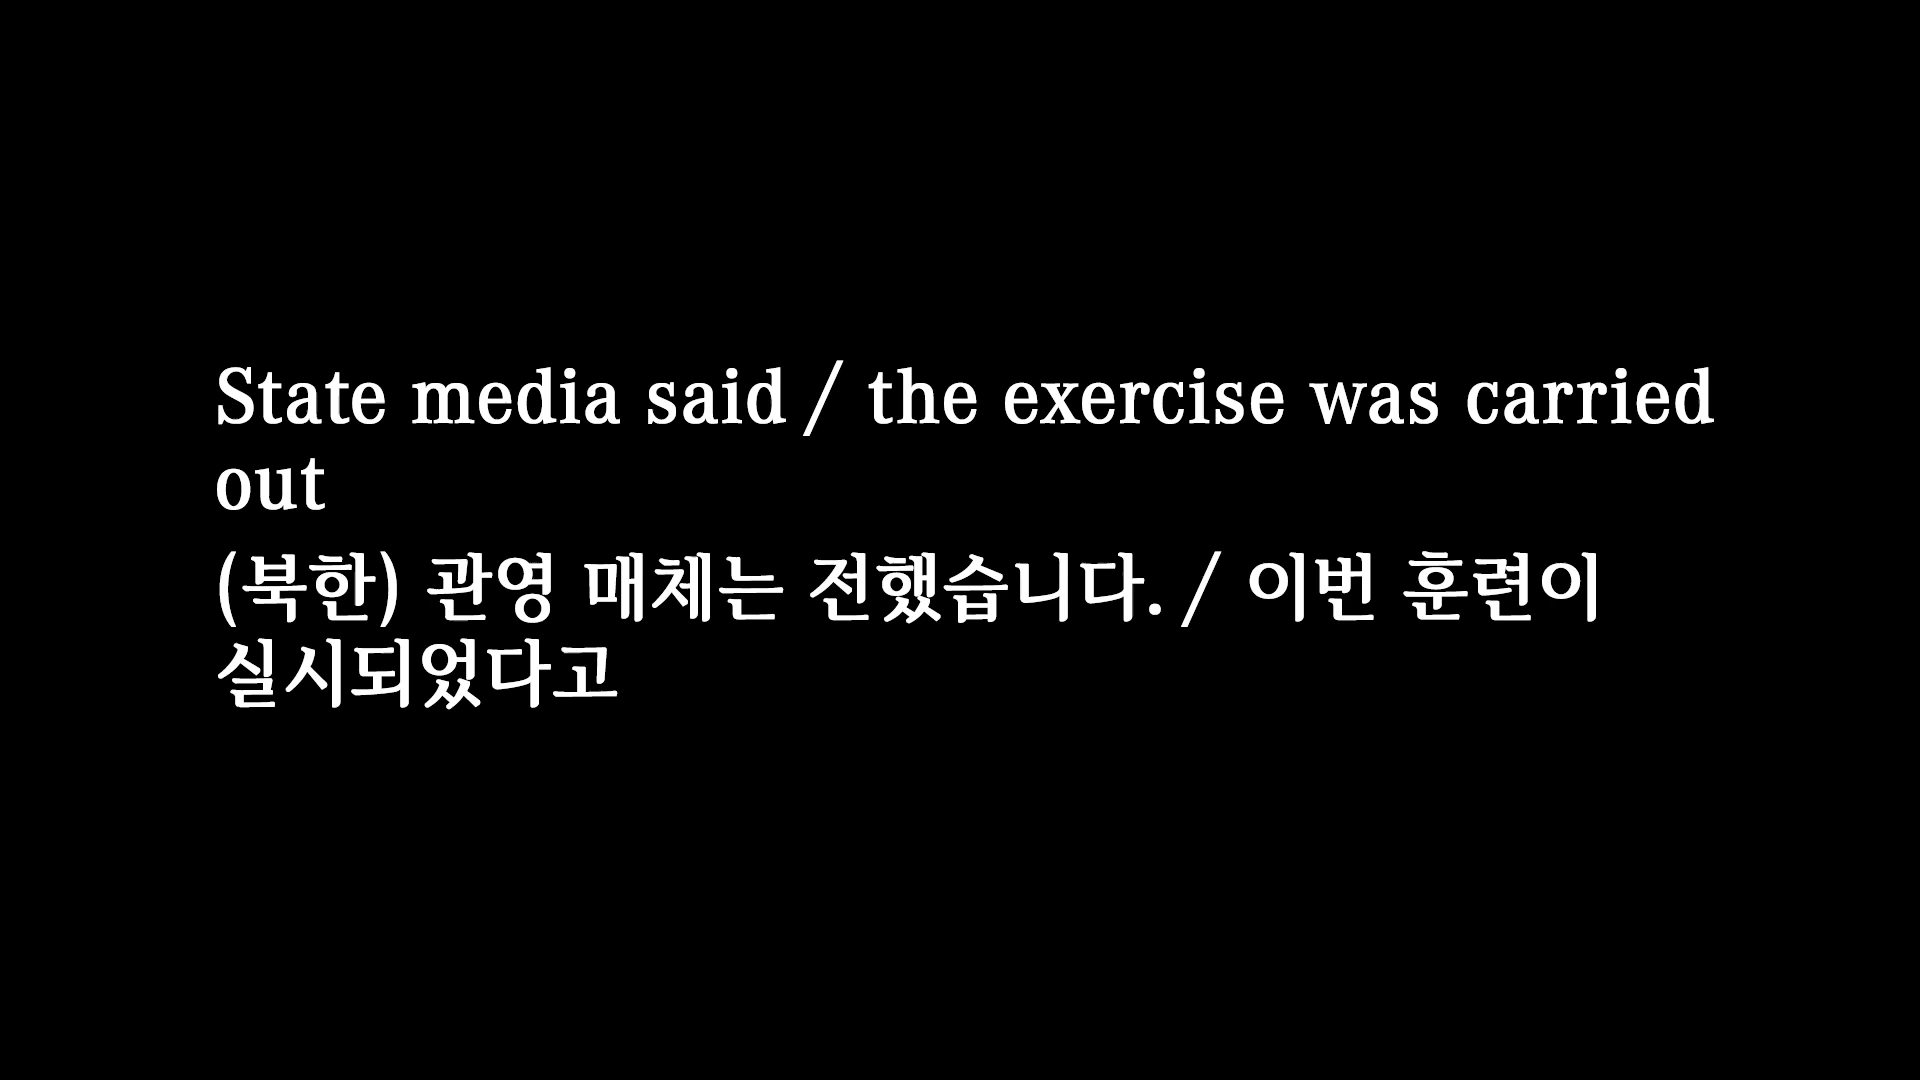 State media said / the exercise was carried
out
(북한) 관영 매체는 전했습니다. / 이번 훈련이
실시되었다고